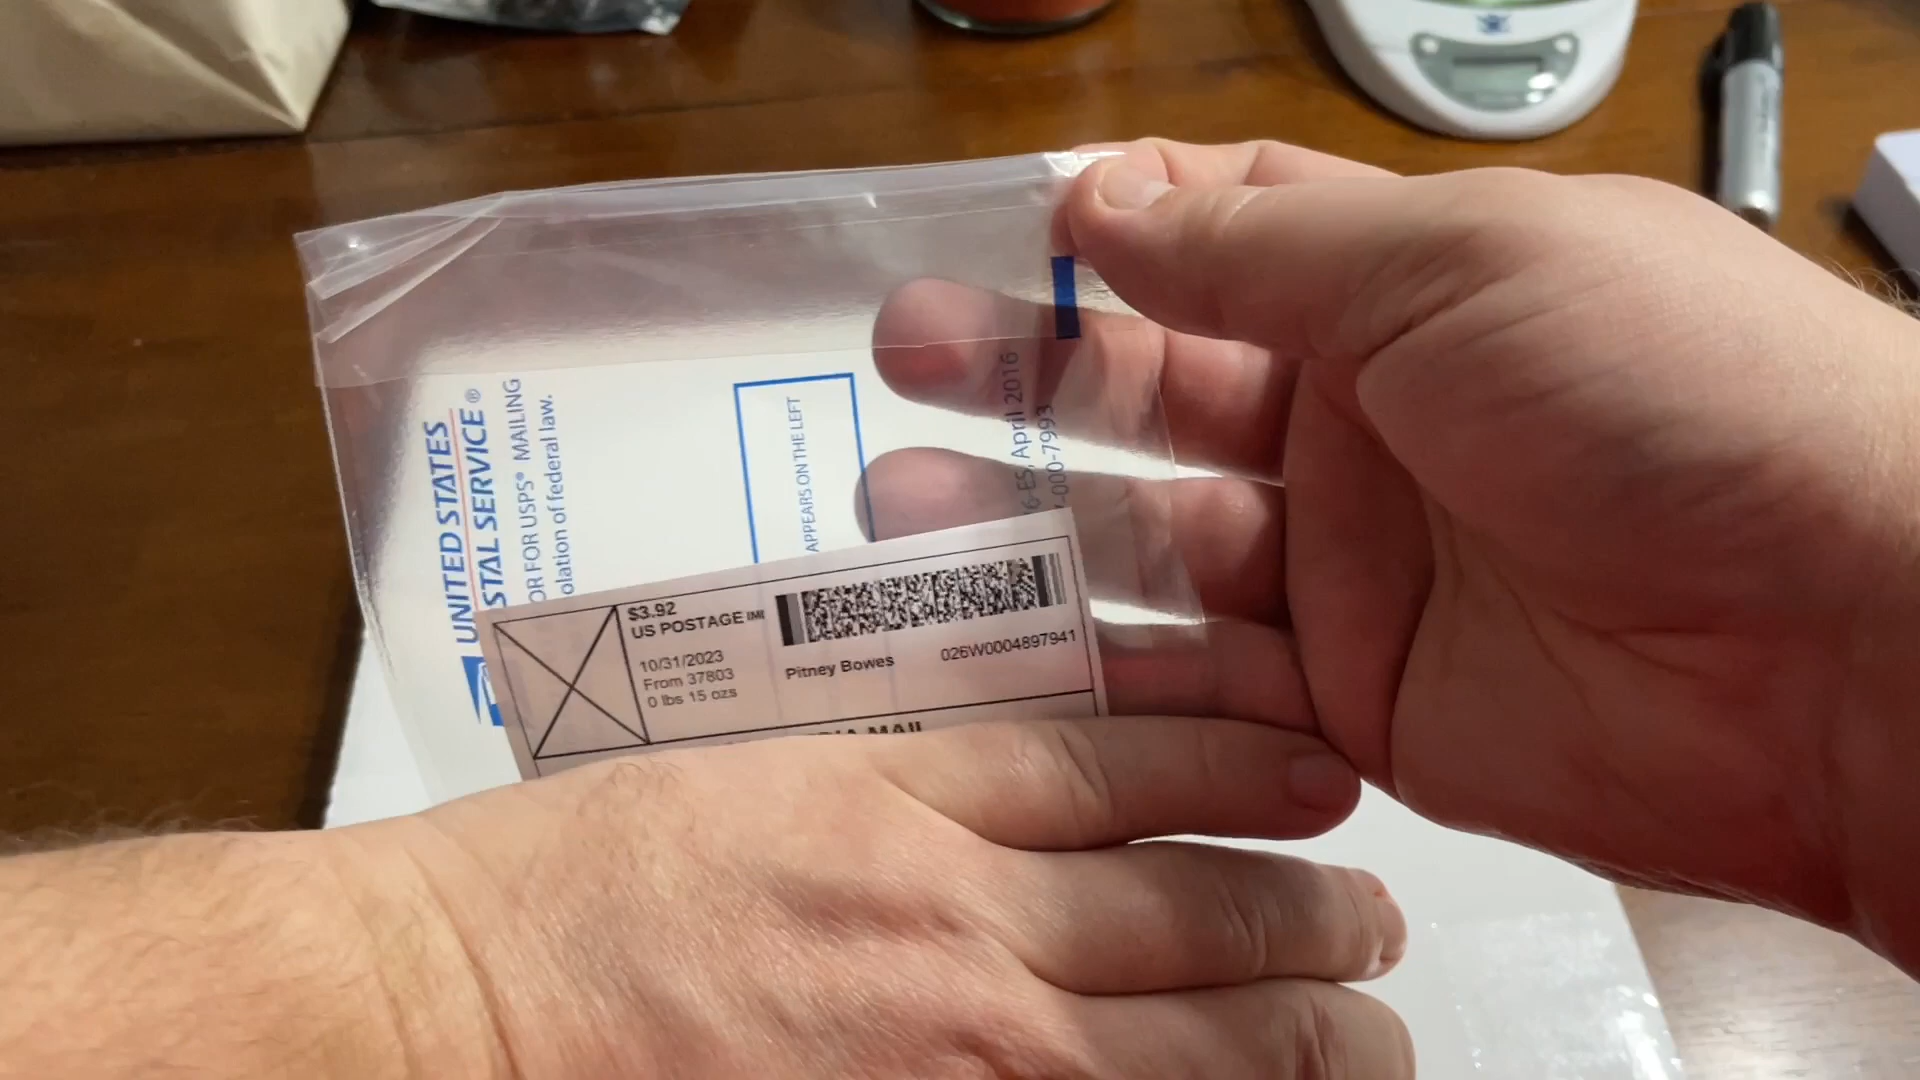 UNITED STATES
STAL SERVICE®
OR FOR USPS® MAILING
olation of federal law.
APPEARS ON THE LEFT
6-ES, April 2016
-000-7993
$3.92
US POSTAGE IMI
10/31/2023
From 37803
0 lbs 15 ozs
Pitney Bowes
026W0004897941
DIA MAIL